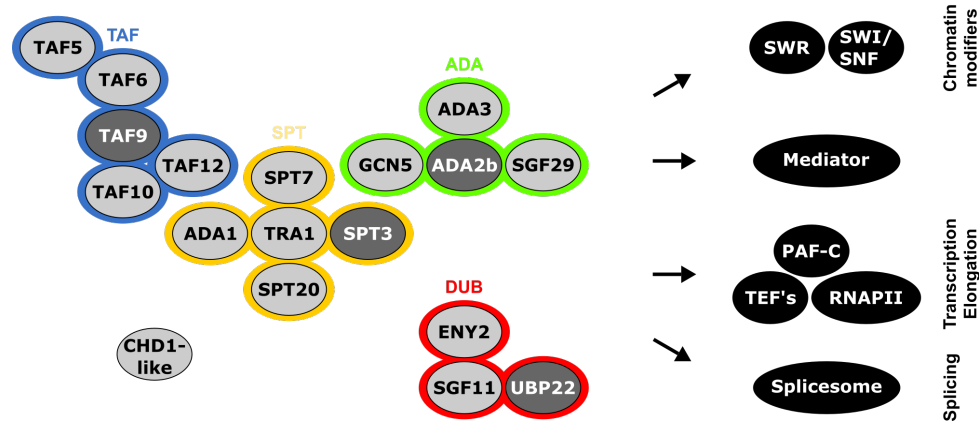 TAF
TAF5
TAF6
TAF9
TAF12
TAF10
SPT
SPT7
ADA1
TRA1
SPT3
SPT20
ADA
ADA3
GCN5
ADA2b
SGF29
DUB
ENY2
SGF11
UBP22
CHD1-
like
SWR
SWI/
SNF
Chromatin
modifiers
Mediator
PAF-C
TEF's
RNAPII
Transcription
Elongation
Splicesome
Splicing